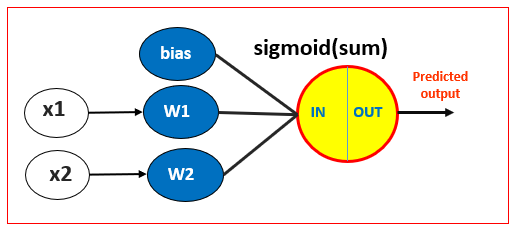 bias
sigmoid(sum)
x1
W1
IN
OUT
Predicted
output
x2
W2